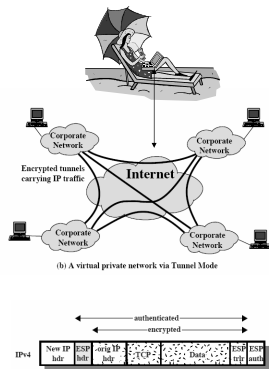 Corporate
Network
Corporate
Network
Encrypted tunnels
carrying IP traffic
Internet
Corporate
Network
Corporate
Network
(b) A virtual private network via Tunnel Mode
authenticated
encrypted
IPv4
New IP
hdr
ESP
hdr
orig IP
hdr
TCP
Data
ESP
trlr
ESP
auth